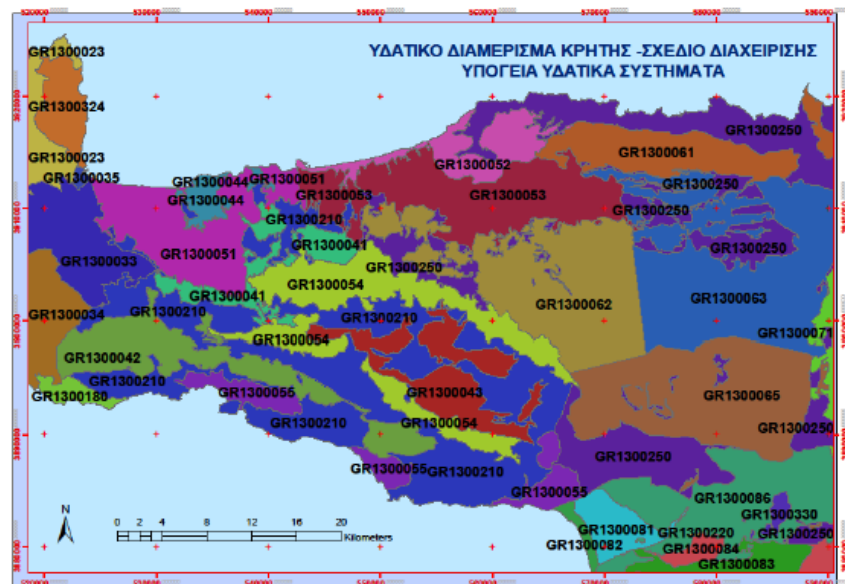 ΥΔΑΤΙΚΟ ΔΙΑΜΕΡΙΣΜΑ ΚΡΗΤΗΣ -ΣΧΕΔΙΟ ΔΙΑΧΕΙΡΙΣΗΣ
ΥΠΟΓΕΙΑ ΥΔΑΤΙΚΑ ΣΥΣΤΗΜΑΤΑ
GR1300023
GR1300324
GR1300250
GR1300023
GR1300052
GR1300061
GR1300035
GR1300044
GR1300051
GR1300250
GR1300044
GR1300053
GR1300053
GR1300210
GR1300250
GR1300041
GR1300250
GR1300051
GR1300033
GR1300250
GR1300054
GR1300041
GR1300063
GR1300210
GR1300062
GR1300034
GR1300210
GR1300071
GR1300054
GR1300042
GR1300210
GR1300055
GR1300043
GR1300065
GR1300180
GR1300210
GR1300054
GR1300250
GR1300250
GR1300055
GR1300210
GR1300055
GR1300086
GR1300330
GR1300081
GR1300220
GR1300250
GR1300082
GR1300084
GR1300083
N
0 2 4 8 12 16 20
Kilometers